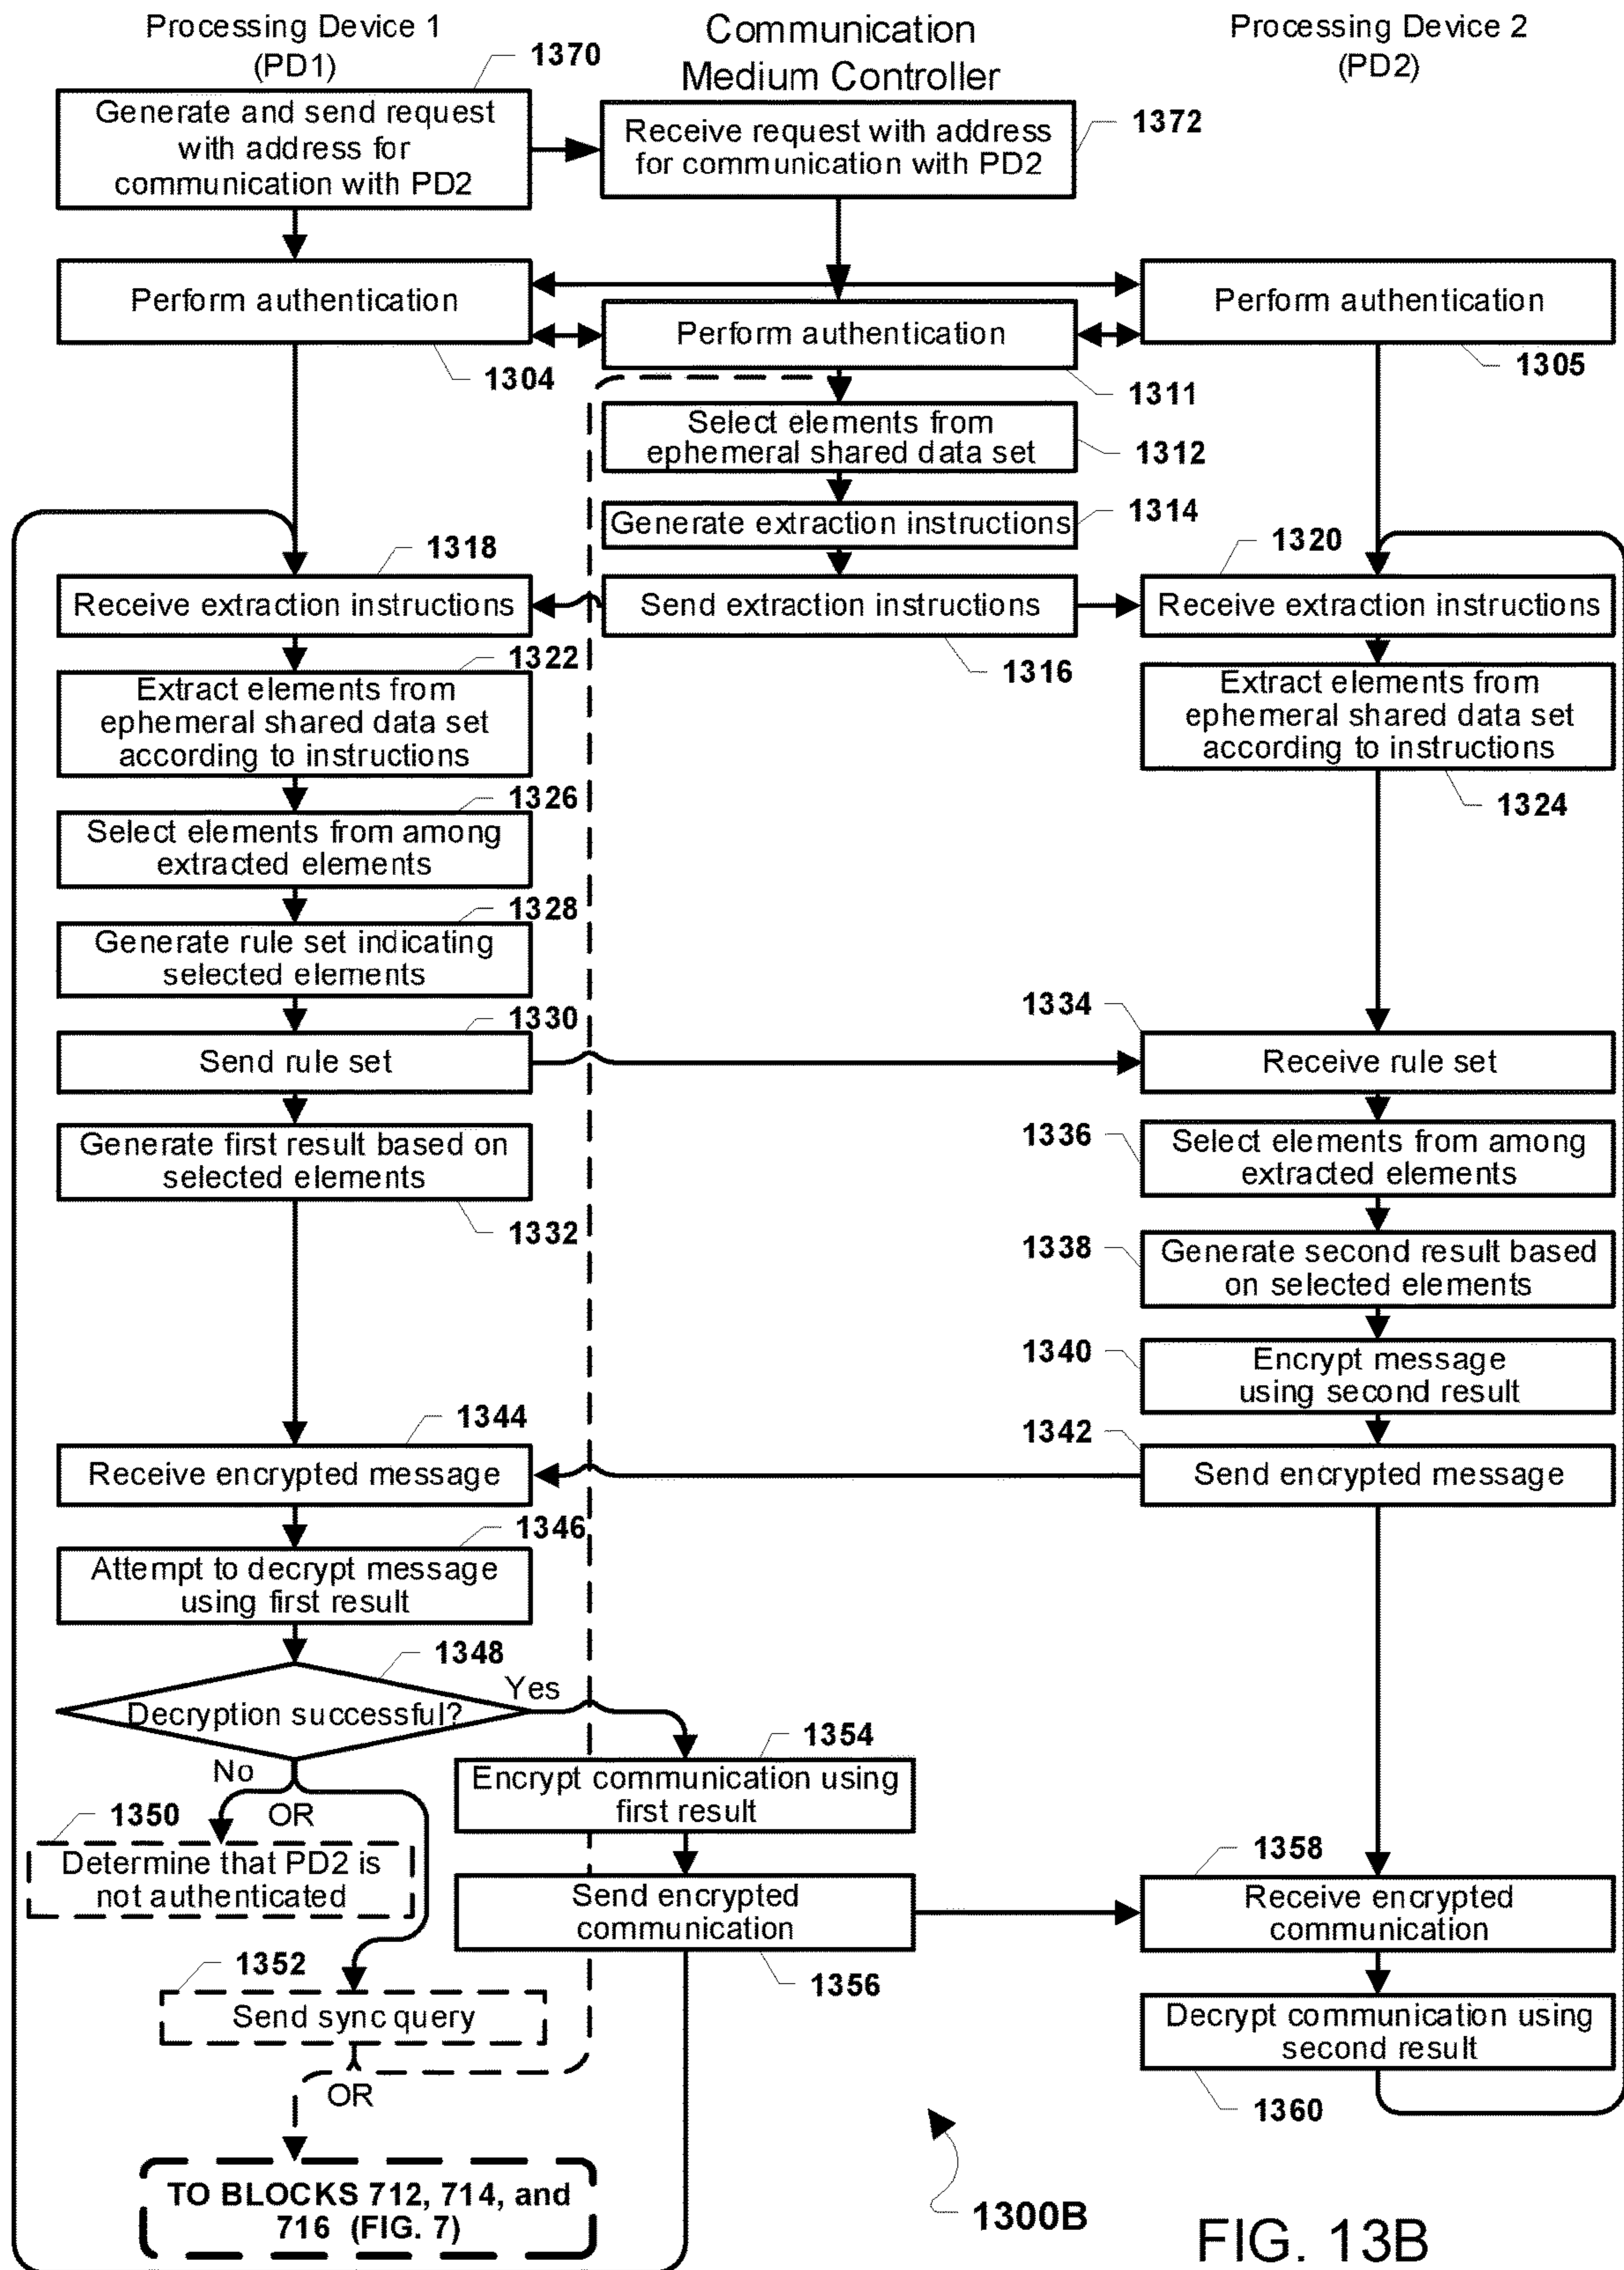 Processing Device 1
(PD1)
Communication
Medium Controller
Processing Device 2
(PD2)
1370
Generate and send request
with address for
communication with PD2
1372
Receive request with address
for communication with PD2
Perform authentication
1304
Perform authentication
1311
Perform authentication
1305
Select elements from
ephemeral shared data set
1312
Generate extraction instructions
1314
1318
Receive extraction instructions
Send extraction instructions
1316
1320
Receive extraction instructions
1322
Extract elements from
ephemeral shared data set
according to instructions
Extract elements from
ephemeral shared data set
according to instructions
1324
1326
Select elements from among
extracted elements
1328
Generate rule set indicating
selected elements
1330
Send rule set
1334
Receive rule set
Generate first result based on
selected elements
1332
1336
Select elements from among
extracted elements
1338
Generate second result based
on selected elements
1340
Encrypt message
using second result
1344
Receive encrypted message
1342
Send encrypted message
1346
Attempt to decrypt message
using first result
1348
Decryption successful?
Yes
No
OR
1354
Encrypt communication using
first result
1350
Determine that PD2 is
not authenticated
Send encrypted
communication
1356
1358
Receive encrypted
communication
1352
Send sync query
OR
Decrypt communication using
second result
1360
TO BLOCKS 712, 714, and
716 (FIG. 7)
1300B
FIG. 13B